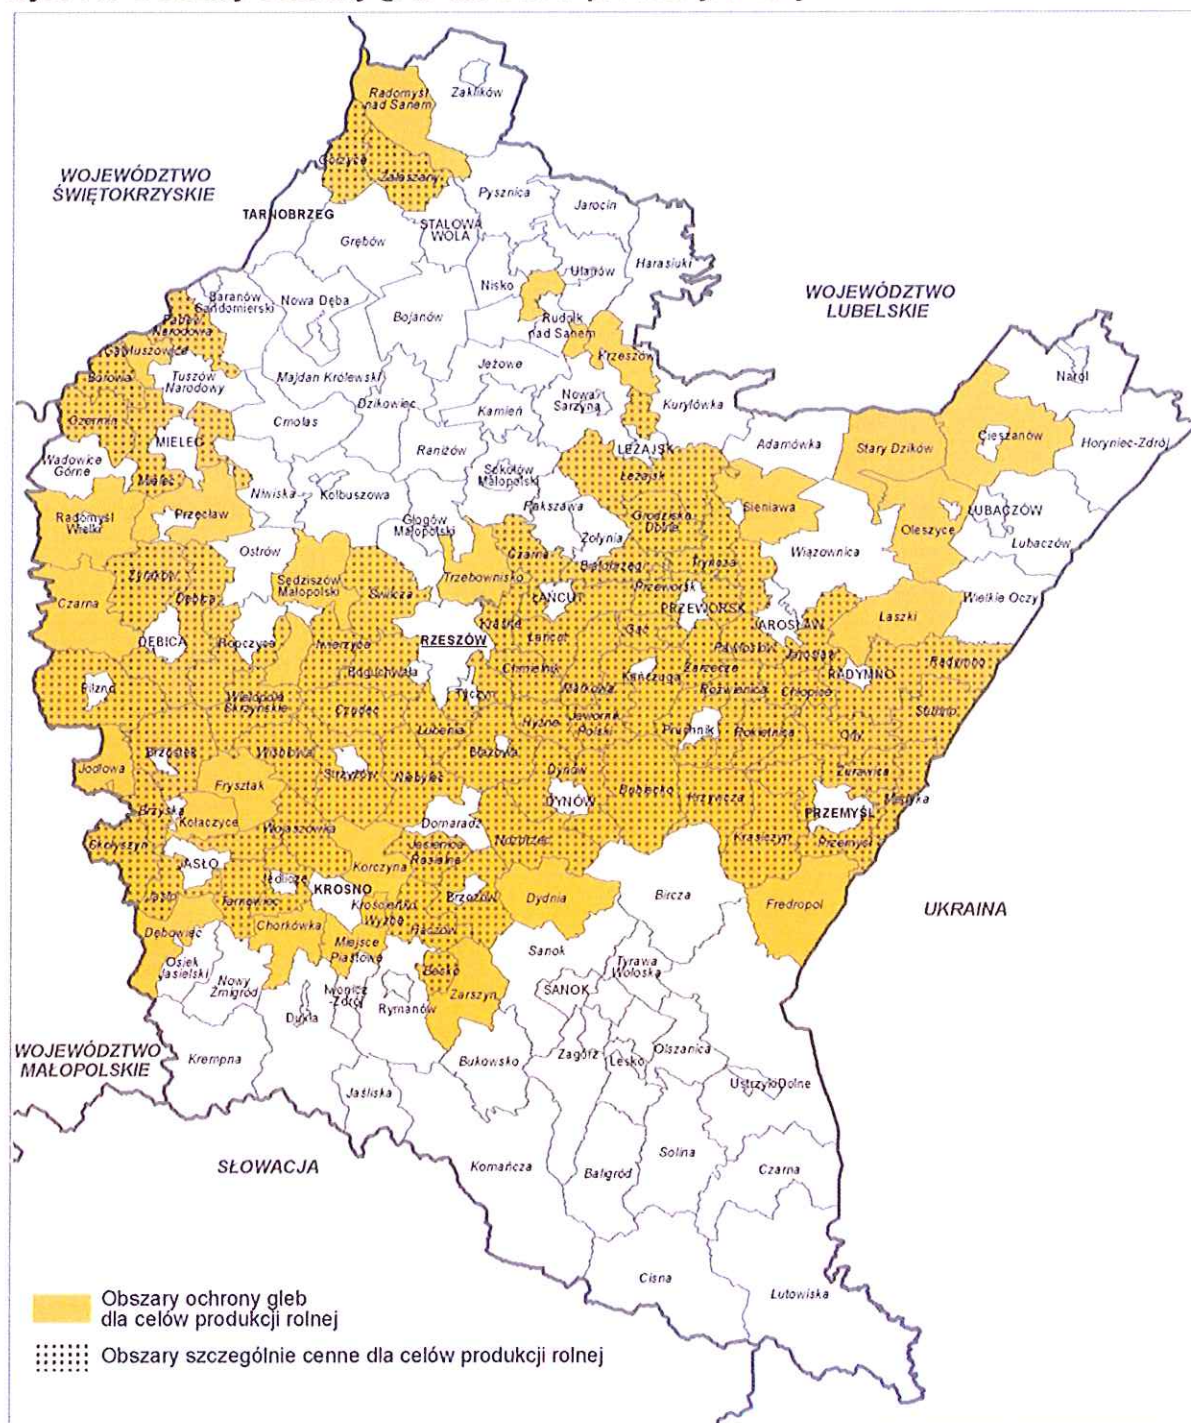 Radomyśl
nad Sanem
Zaklików
WOJEWÓDZTWO
ŚWIĘTOKRZYSKIE
Gorzyce
Zaleszany
Pysznica
Jarocin
TARNOBRZEG
STALOWA
WOLA
Grębów
Harasiuki
Nisko
Ulanów
WOJEWÓDZTWO
LUBELSKIE
Baranów
Sandomierski
Nowa Dęba
Bojanów
Rudnik
nad Sanem
Krzeszów
Padew
Narodowa
Gawłuszowice
Borowa
Tuszów
Narodowy
Majdan Królewski
Jeżowe
Narol
Dzikowiec
Kamień
Nowa
Sarzyna
Kuryłówka
Czermin
MIELEC
Cmolas
Raniżów
LEŻAJSK
Adamówka
Stary Dzików
Cieszanów
Horyniec-Zdrój
Wadowice
Górne
Mielec
Niwiska
Kolbuszowa
Sokołów
Małopolski
Leżajsk
Radomyśl
Wielki
Przecław
Głogów
Małopolski
Rakszawa
Żołynia
Grodzisko
Dolne
Sieniawa
Oleszyce
LUBACZÓW
Lubaczów
Ostrów
Wiązownica
Czarna
Żyraków
Dębica
Sędziszów
Małopolski
Świlcza
Trzebownisko
Czarna
Białobrzegi
Tryńcza
Wielkie Oczy
ŁAŃCUT
Przeworsk
PRZEWORSK
JAROSŁAW
Laszki
DĘBICA
Ropczyce
Iwierzyce
RZESZÓW
Krasne
Łańcut
Gać
Pawłosiów
Jarosław
Radymno
Boguchwała
Chmielnik
Kańczuga
Zarzecze
RADYMNO
Pilzno
Wielopole
Skrzyńskie
Czudec
Tyczyn
Markowa
Roźwienica
Chłopice
Stubno
Lubenia
Hyżne
Jawornik
Polski
Pruchnik
Rokietnica
Orły
Jodłowa
Brzostek
Wiśniowa
Strzyżów
Niebylec
Błażowa
Dynów
Żurawica
Frysztak
DYNÓW
Dubiecko
Krzywcza
Medyka
Brzyska
Kołaczyce
Wojaszówka
Domaradz
Nozdrzec
PRZEMYŚL
Krasiczyn
Przemyśl
Skołyszyn
JASŁO
Korczyna
Jasienica
Rosielna
Jasło
Tarnowiec
Jedlicze
KROSNO
Brzozów
Dydnia
Bircza
Fredropol
UKRAINA
Dębowiec
Chorkówka
Krościenko
Wyżne
Haczów
Miejsce
Piastowe
Osiek
Jasielski
Nowy
Żmigród
Besko
Zarszyn
Sanok
Tyrawa
Wołoska
SANOK
Dukla
Iwonicz
-Zdrój
Rymanów
WOJEWÓDZTWO
MAŁOPOLSKIE
Krempna
Bukowsko
Zagórz
Lesko
Olszanica
Ustrzyki Dolne
Jaśliska
SŁOWACJA
Komańcza
Baligród
Solina
Czarna
Cisna
Lutowiska
Obszary ochrony gleb
dla celów produkcji rolnej
Obszary szczególnie cenne dla celów produkcji rolnej